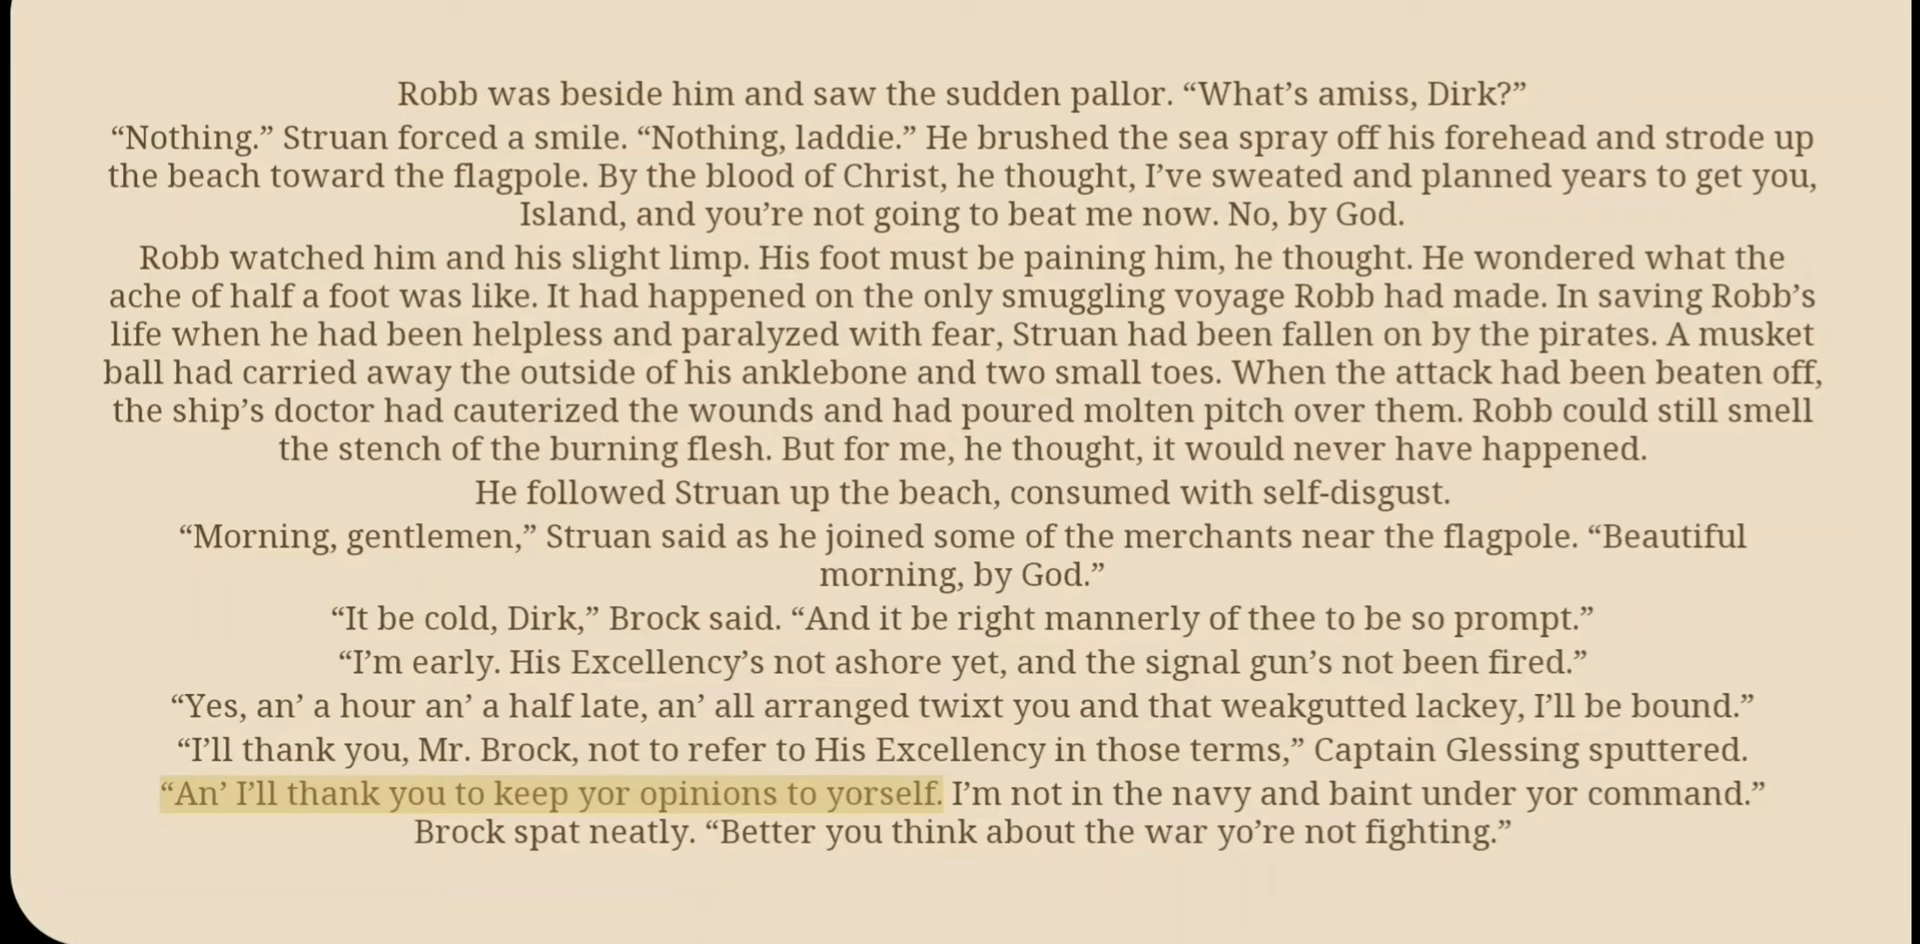 Robb was beside him and saw the sudden pallor. “What’s amiss, Dirk?”
“Nothing.” Struan forced a smile. “Nothing, laddie.” He brushed the sea spray off his forehead and strode up
the beach toward the flagpole. By the blood of Christ, he thought, I’ve sweated and planned years to get you,
Island, and you’re not going to beat me now. No, by God.
Robb watched him and his slight limp. His foot must be paining him, he thought. He wondered what the
ache of half a foot was like. It had happened on the only smuggling voyage Robb had made. In saving Robb’s
life when he had been helpless and paralyzed with fear, Struan had been fallen on by the pirates. A musket
ball had carried away the outside of his anklebone and two small toes. When the attack had been beaten off,
the ship’s doctor had cauterized the wounds and had poured molten pitch over them. Robb could still smell
the stench of the burning flesh. But for me, he thought, it would never have happened.
He followed Struan up the beach, consumed with self-disgust.
“Morning, gentlemen,” Struan said as he joined some of the merchants near the flagpole. “Beautiful
morning, by God.”
“It be cold, Dirk,” Brock said. “And it be right mannerly of thee to be so prompt.”
“I’m early. His Excellency’s not ashore yet, and the signal gun’s not been fired.”
“Yes, an’ a hour an’ a half late, an’ all arranged twixt you and that weakgutted lackey, I’ll be bound.”
“I’ll thank you, Mr. Brock, not to refer to His Excellency in those terms,” Captain Glessing sputtered.
“An’ I’ll thank you to keep yor opinions to yorself. I’m not in the navy and baint under yor command.”
Brock spat neatly. “Better you think about the war yo’re not fighting.”